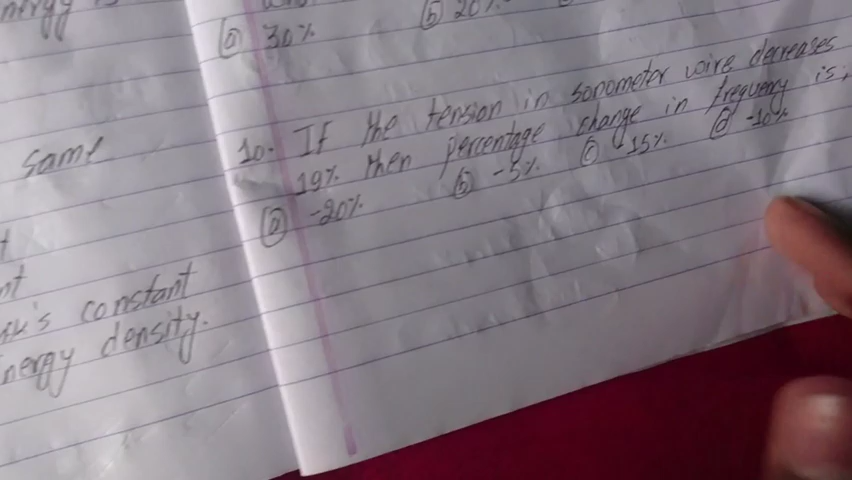 same
constant
energy density.
ⓐ 30%
ⓑ 20%
10. If the tension in sonometer wire decreases
19% then percentage change in frequency is,
ⓐ -20% ⓑ -5% ⓒ -15% ⓓ -10%